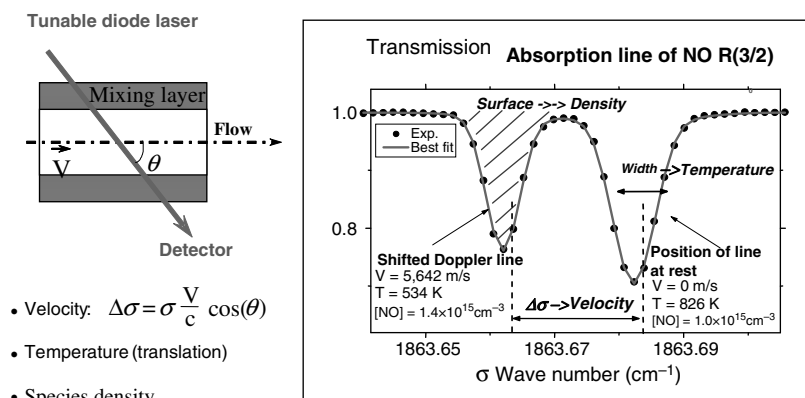 Tunable diode laser
Mixing layer
Flow
V
θ
Detector
• Velocity: Δσ = σ V/c cos(θ)
• Temperature (translation)
• Species density
Transmission
Absorption line of NO R(3/2)
Surface ->-> Density
1.0
Exp.
Best fit
Width -> Temperature
0.8
Shifted Doppler line
V = 5,642 m/s
T = 534 K
[NO] = 1.4×10¹⁵cm⁻³
Δσ–>Velocity
Position of line
at rest
V = 0 m/s
T = 826 K
[NO] = 1.0×10¹⁵cm⁻³
1863.65 1863.67 1863.69
σ Wave number (cm⁻¹)